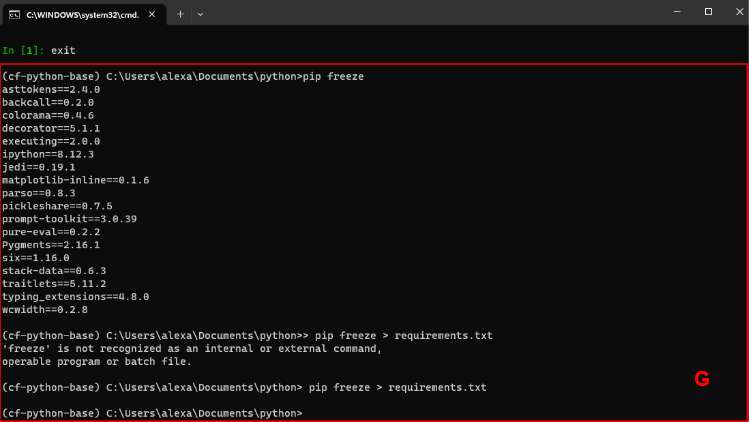 C:\WINDOWS\system32\cmd.
In [1]: exit
(cf-python-base) C:\Users\alexa\Documents\python>pip freeze
asttokens==2.4.0
backcall==0.2.0
colorama==0.4.6
decorator==5.1.1
executing==2.0.0
ipython==8.12.3
jedi==0.19.1
matplotlib-inline==0.1.6
parso==0.8.3
pickleshare==0.7.5
prompt-toolkit==3.0.39
pure-eval==0.2.2
Pygments==2.16.1
six==1.16.0
stack-data==0.6.3
traitlets==5.11.2
typing_extensions==4.8.0
wcwidth==0.2.8
(cf-python-base) C:\Users\alexa\Documents\python>> pip freeze > requirements.txt
'freeze' is not recognized as an internal or external command,
operable program or batch file.
(cf-python-base) C:\Users\alexa\Documents\python> pip freeze > requirements.txt
G
(cf-python-base) C:\Users\alexa\Documents\python>